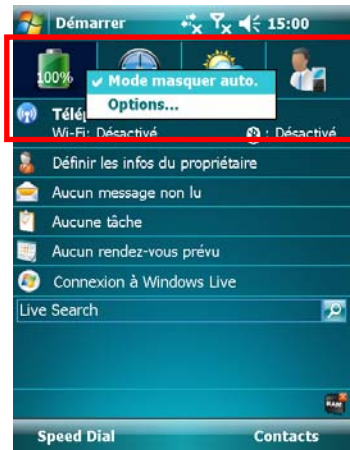 Démarrer 15:00
100%
✓ Mode masquer auto.
Options...
Télé
Wi-Fi: Désactivé : Désactivé
Définir les infos du propriétaire
Aucun message non lu
Aucune tâche
Aucun rendez-vous prévu
Connexion à Windows Live
Live Search
RAM
Speed Dial Contacts